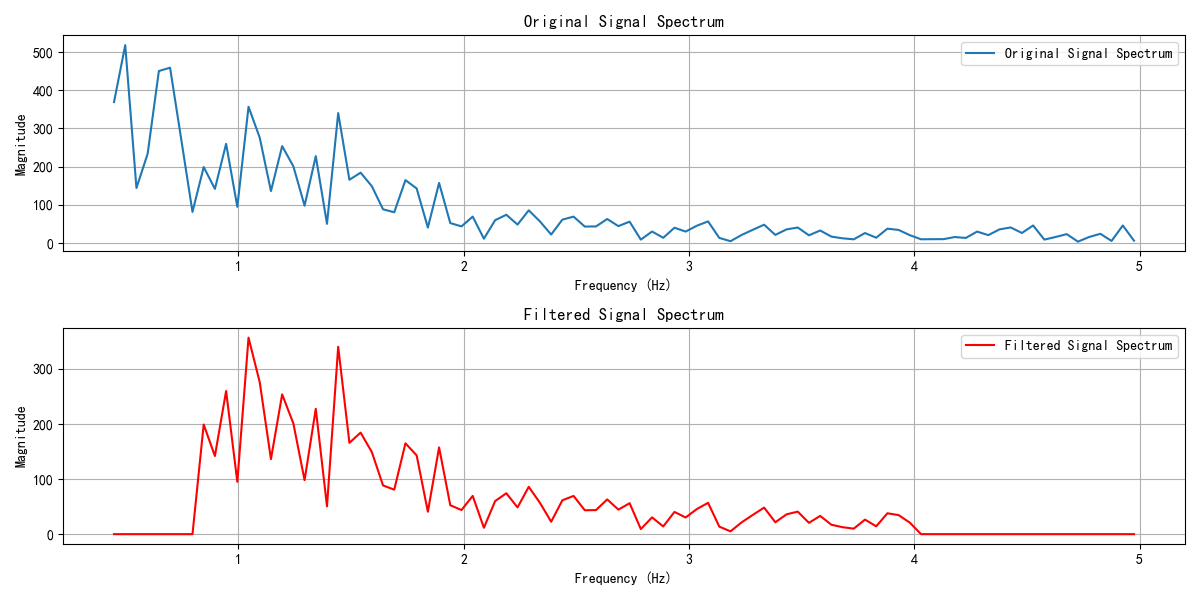 Original Signal Spectrum
500
400
300
200
100
0
Magnitude
Original Signal Spectrum
1
2
3
4
5
Frequency (Hz)
Filtered Signal Spectrum
300
200
100
0
Magnitude
Filtered Signal Spectrum
1
2
3
4
5
Frequency (Hz)